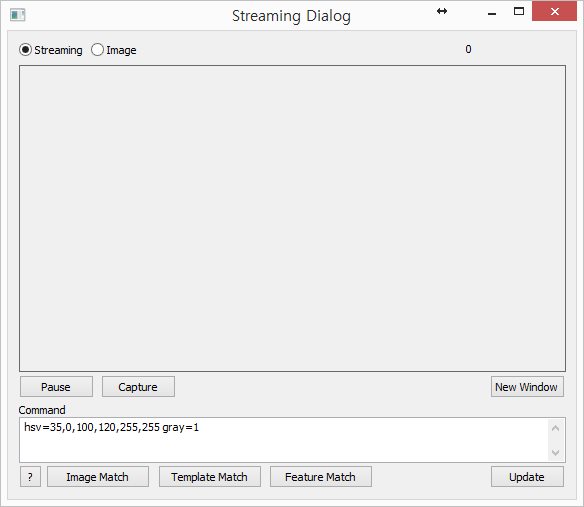 Streaming Dialog
Streaming Image 0
Pause Capture New Window
Command
hsv=35,0,100,120,255,255 gray=1
? Image Match Template Match Feature Match Update